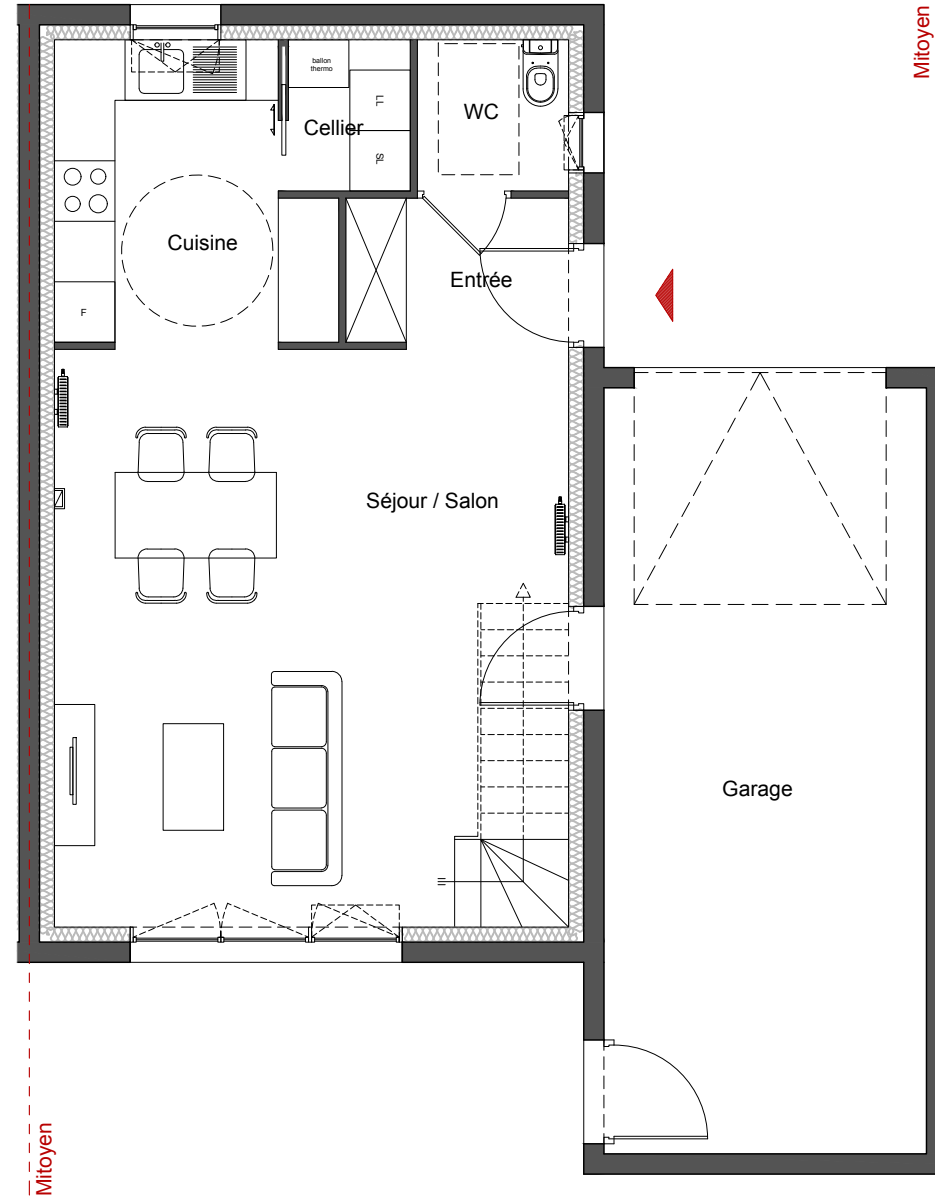 Mitoyen
ballon
thermo
LL
WC
Cellier
SL
Cuisine
Entrée
F
Séjour / Salon
Garage
Mitoyen